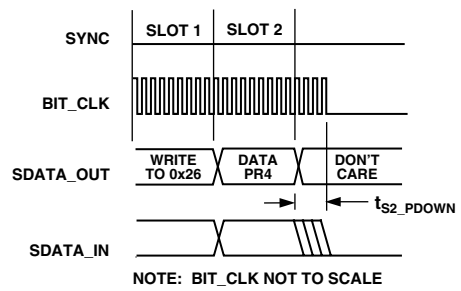 SLOT 1 SLOT 2
SYNC
BIT_CLK
SDATA_OUT WRITE TO 0x26 DATA PR4 DON'T CARE
tS2_PDOWN
SDATA_IN
NOTE: BIT_CLK NOT TO SCALE